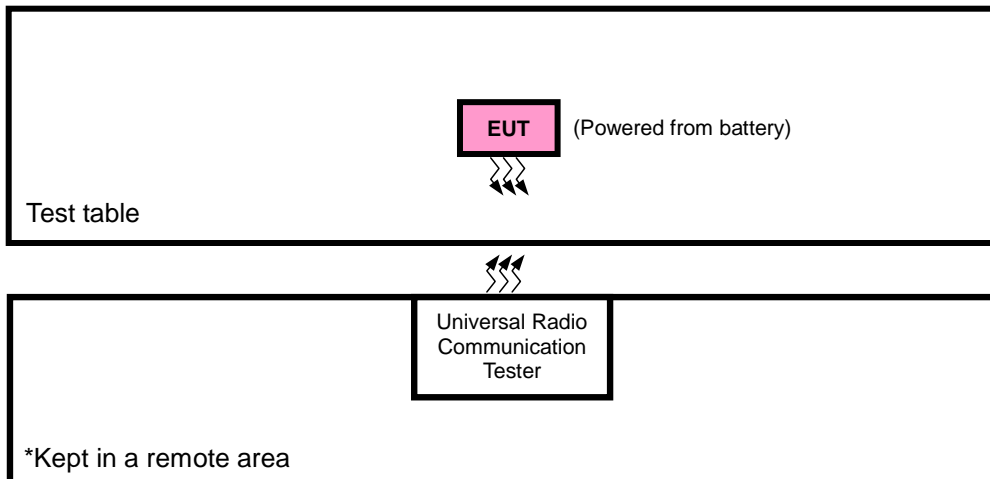 EUT
(Powered from battery)
Test table
Universal Radio
Communication
Tester
*Kept in a remote area